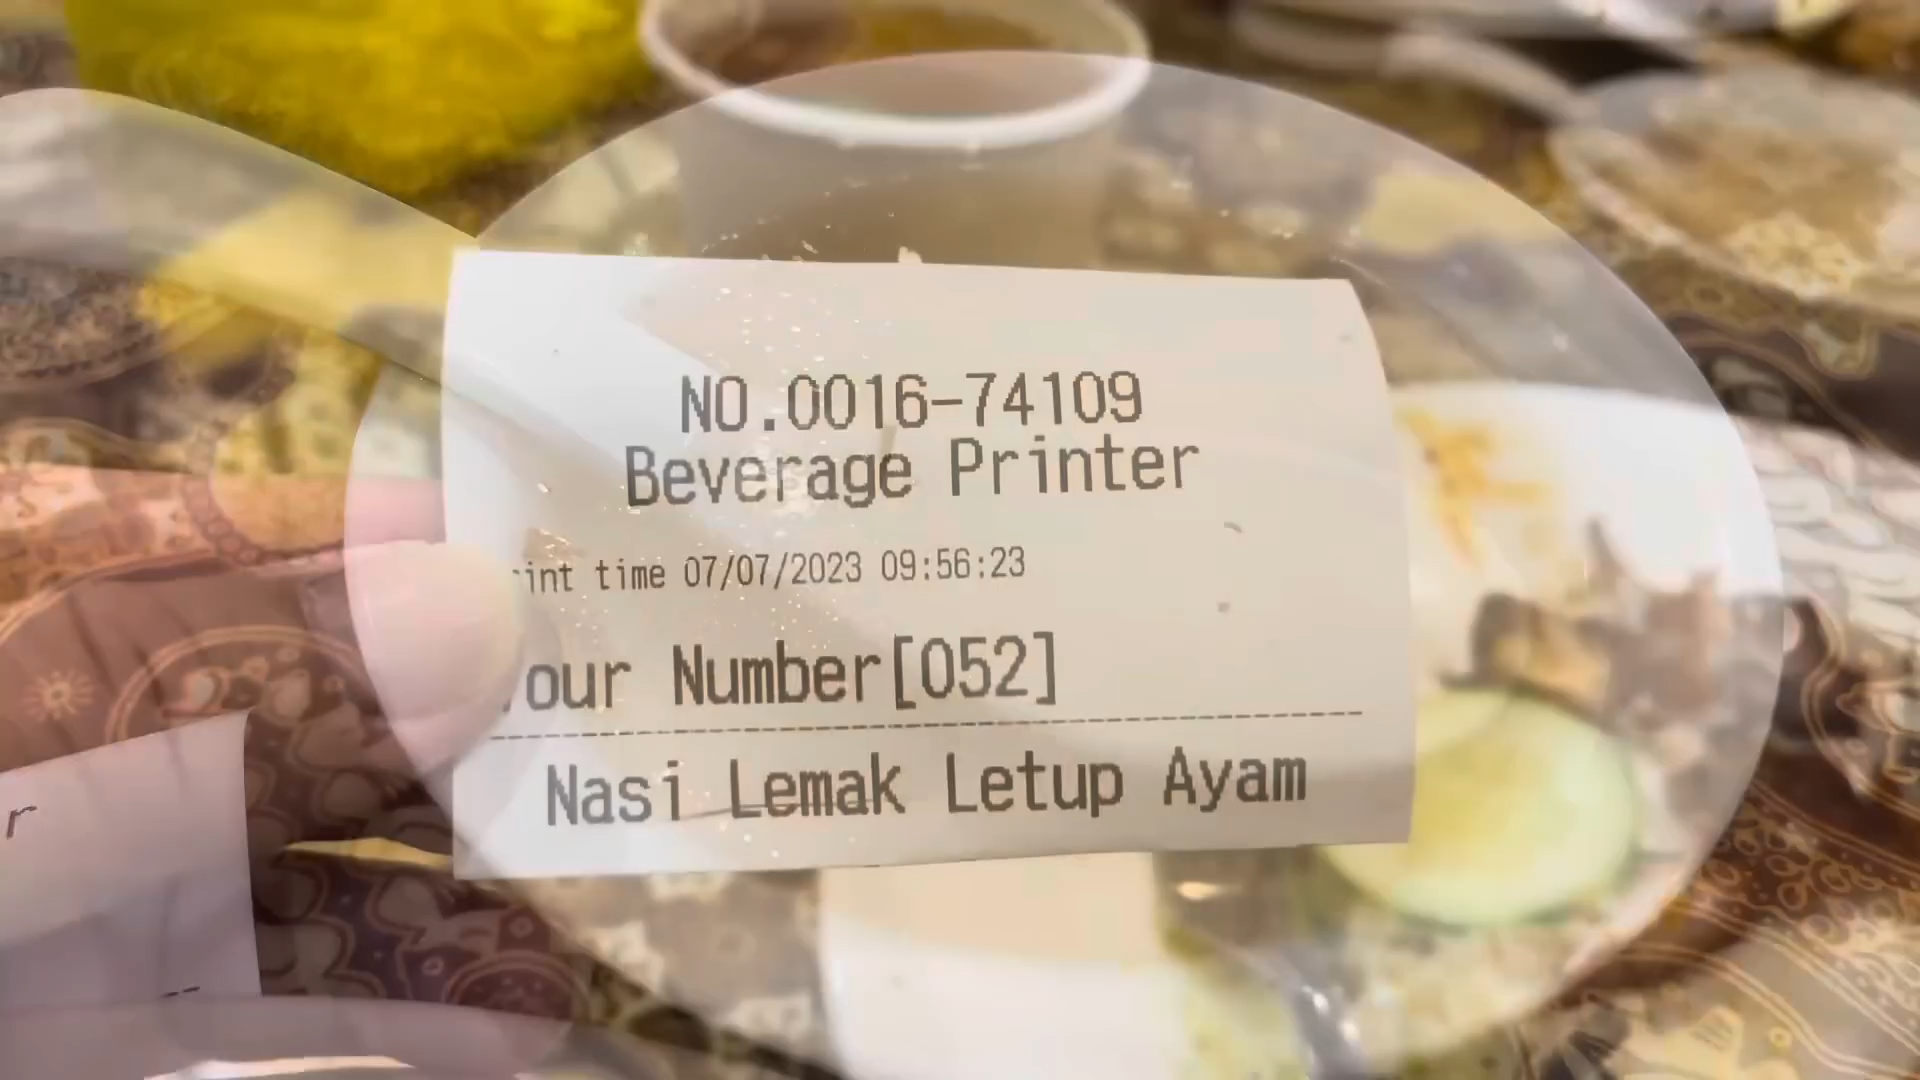 NO.0016-74109
Beverage Printer
int time 07/07/2023 09:56:23
our Number[052]
Nasi Lemak Letup Ayam
r